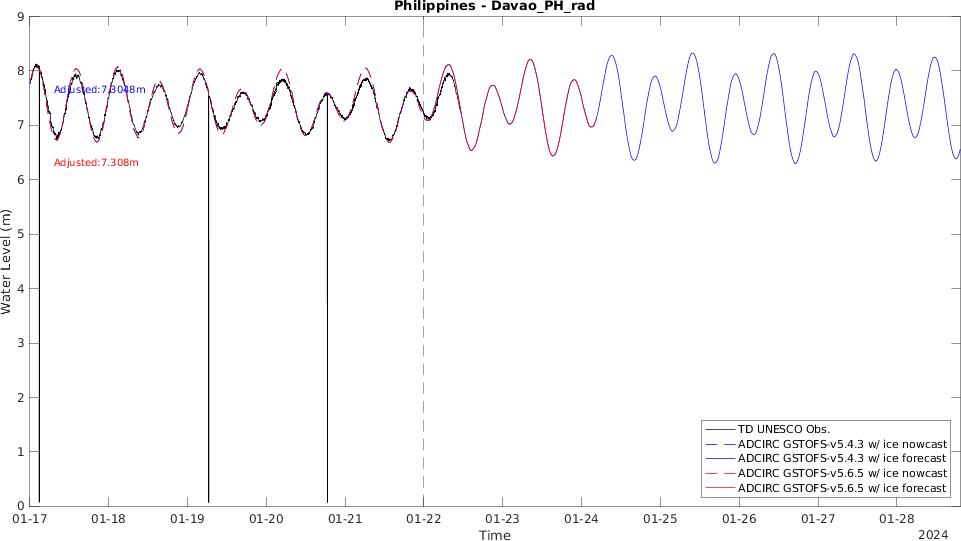 Philippines - Davao_PH_rad
9
8
7
6
5
4
3
2
1
0
Water Level (m)
Adjusted:7.3048m
Adjusted:7.308m
TD UNESCO Obs.
ADCIRC GSTOFS-v5.4.3 w/ ice nowcast
ADCIRC GSTOFS-v5.4.3 w/ ice forecast
ADCIRC GSTOFS-v5.6.5 w/ ice nowcast
ADCIRC GSTOFS-v5.6.5 w/ ice forecast
01-17 01-18 01-19 01-20 01-21 01-22 01-23 01-24 01-25 01-26 01-27 01-28
Time
2024